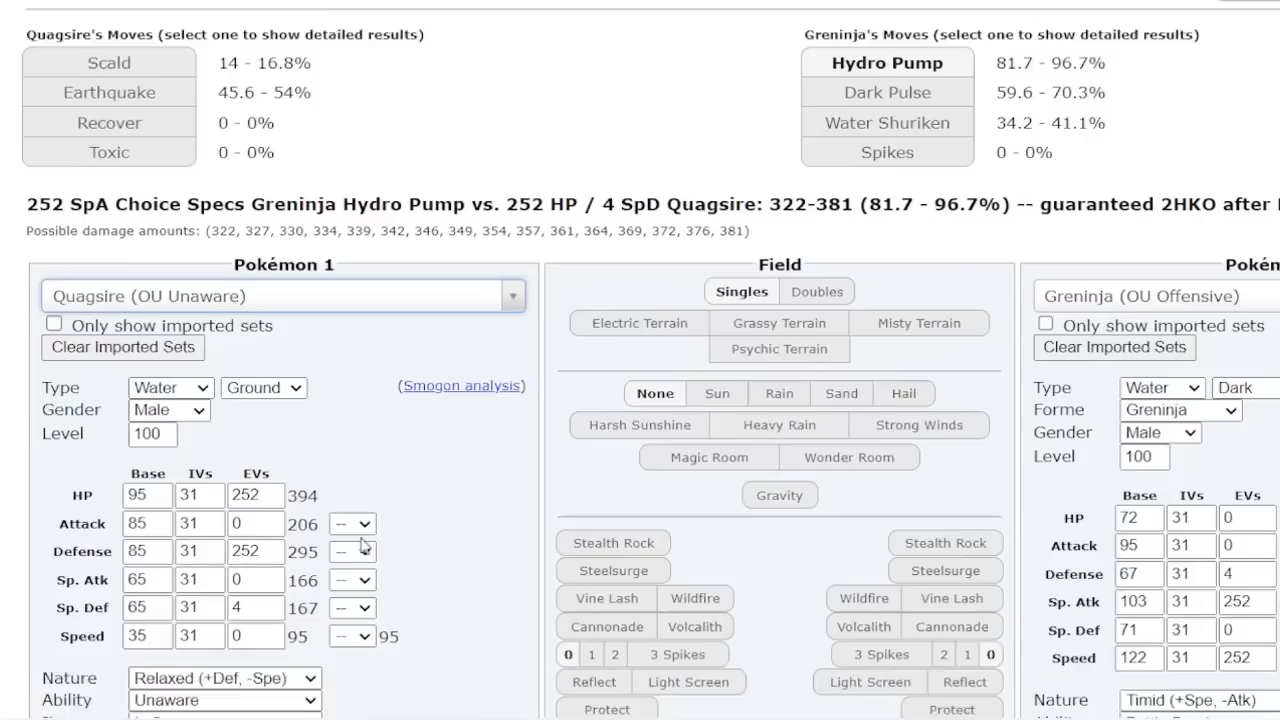 Quagsire's Moves (select one to show detailed results)
Scald 14 - 16.8%
Earthquake 45.6 - 54%
Recover 0 - 0%
Toxic 0 - 0%
Greninja's Moves (select one to show detailed results)
Hydro Pump 81.7 - 96.7%
Dark Pulse 59.6 - 70.3%
Water Shuriken 34.2 - 41.1%
Spikes 0 - 0%
252 SpA Choice Specs Greninja Hydro Pump vs. 252 HP / 4 SpD Quagsire: 322-381 (81.7 - 96.7%) -- guaranteed 2HKO after
Possible damage amounts: (322, 327, 330, 334, 339, 342, 346, 349, 354, 357, 361, 364, 369, 372, 376, 381)
Pokémon 1
Quagsire (OU Unaware)
Only show imported sets
Clear Imported Sets
Type Water Ground (Smogon analysis)
Gender Male
Level 100
Base IVs EVs
HP 95 31 252 394
Attack 85 31 0 206 --
Defense 85 31 252 295 --
Sp. Atk 65 31 0 166 --
Sp. Def 65 31 4 167 --
Speed 35 31 0 95 -- 95
Nature Relaxed (+Def, -Spe)
Ability Unaware
Field
Singles Doubles
Electric Terrain Grassy Terrain Misty Terrain
Psychic Terrain
None Sun Rain Sand Hail
Harsh Sunshine Heavy Rain Strong Winds
Magic Room Wonder Room
Gravity
Stealth Rock Stealth Rock
Steelsurge Steelsurge
Vine Lash Wildfire Wildfire Vine Lash
Cannonade Volcalith Volcalith Cannonade
0 1 2 3 Spikes 3 Spikes 2 1 0
Reflect Light Screen Light Screen Reflect
Protect Protect
Pokém
Greninja (OU Offensive)
Only show imported sets
Clear Imported Sets
Type Water Dark
Forme Greninja
Gender Male
Level 100
Base IVs EVs
HP 72 31 0
Attack 95 31 0
Defense 67 31 4
Sp. Atk 103 31 252
Sp. Def 71 31 0
Speed 122 31 252
Nature Timid (+Spe, -Atk)